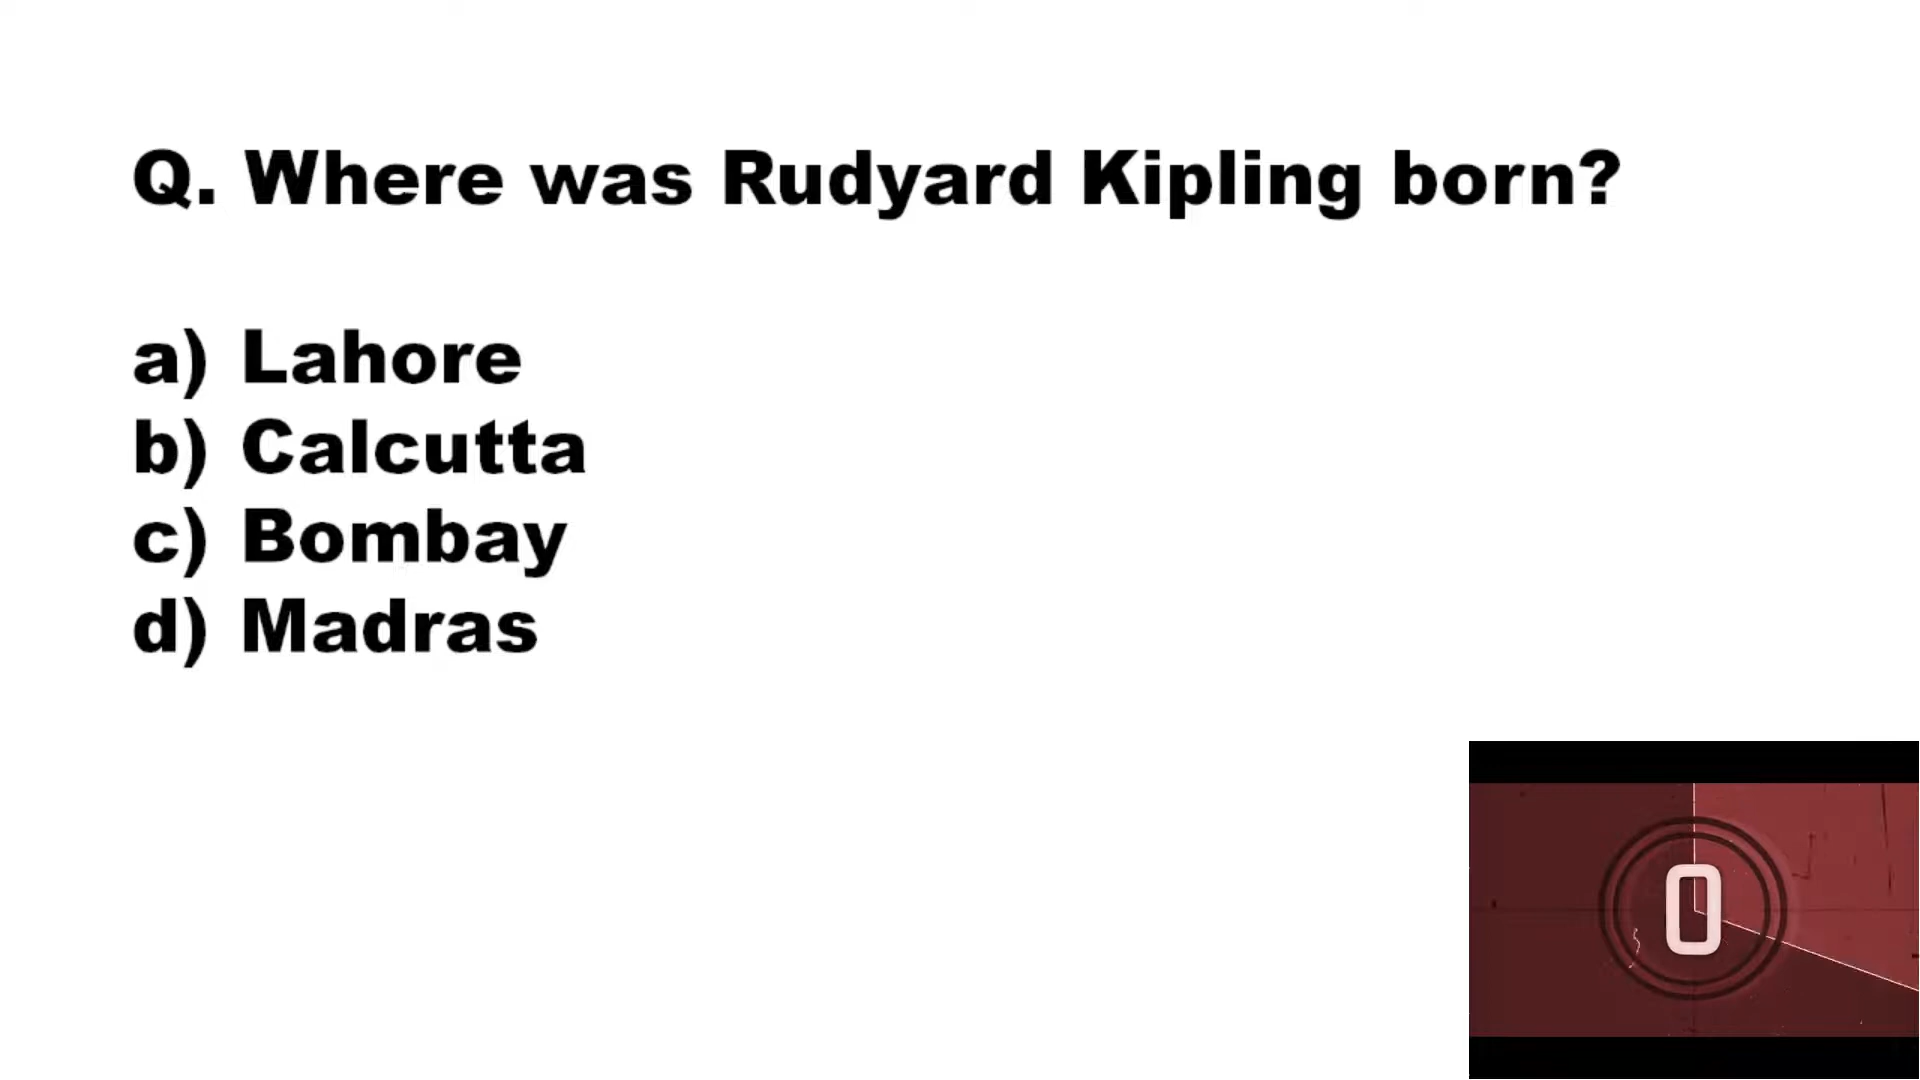 Q. Where was Rudyard Kipling born?
a) Lahore
b) Calcutta
c) Bombay
d) Madras
0